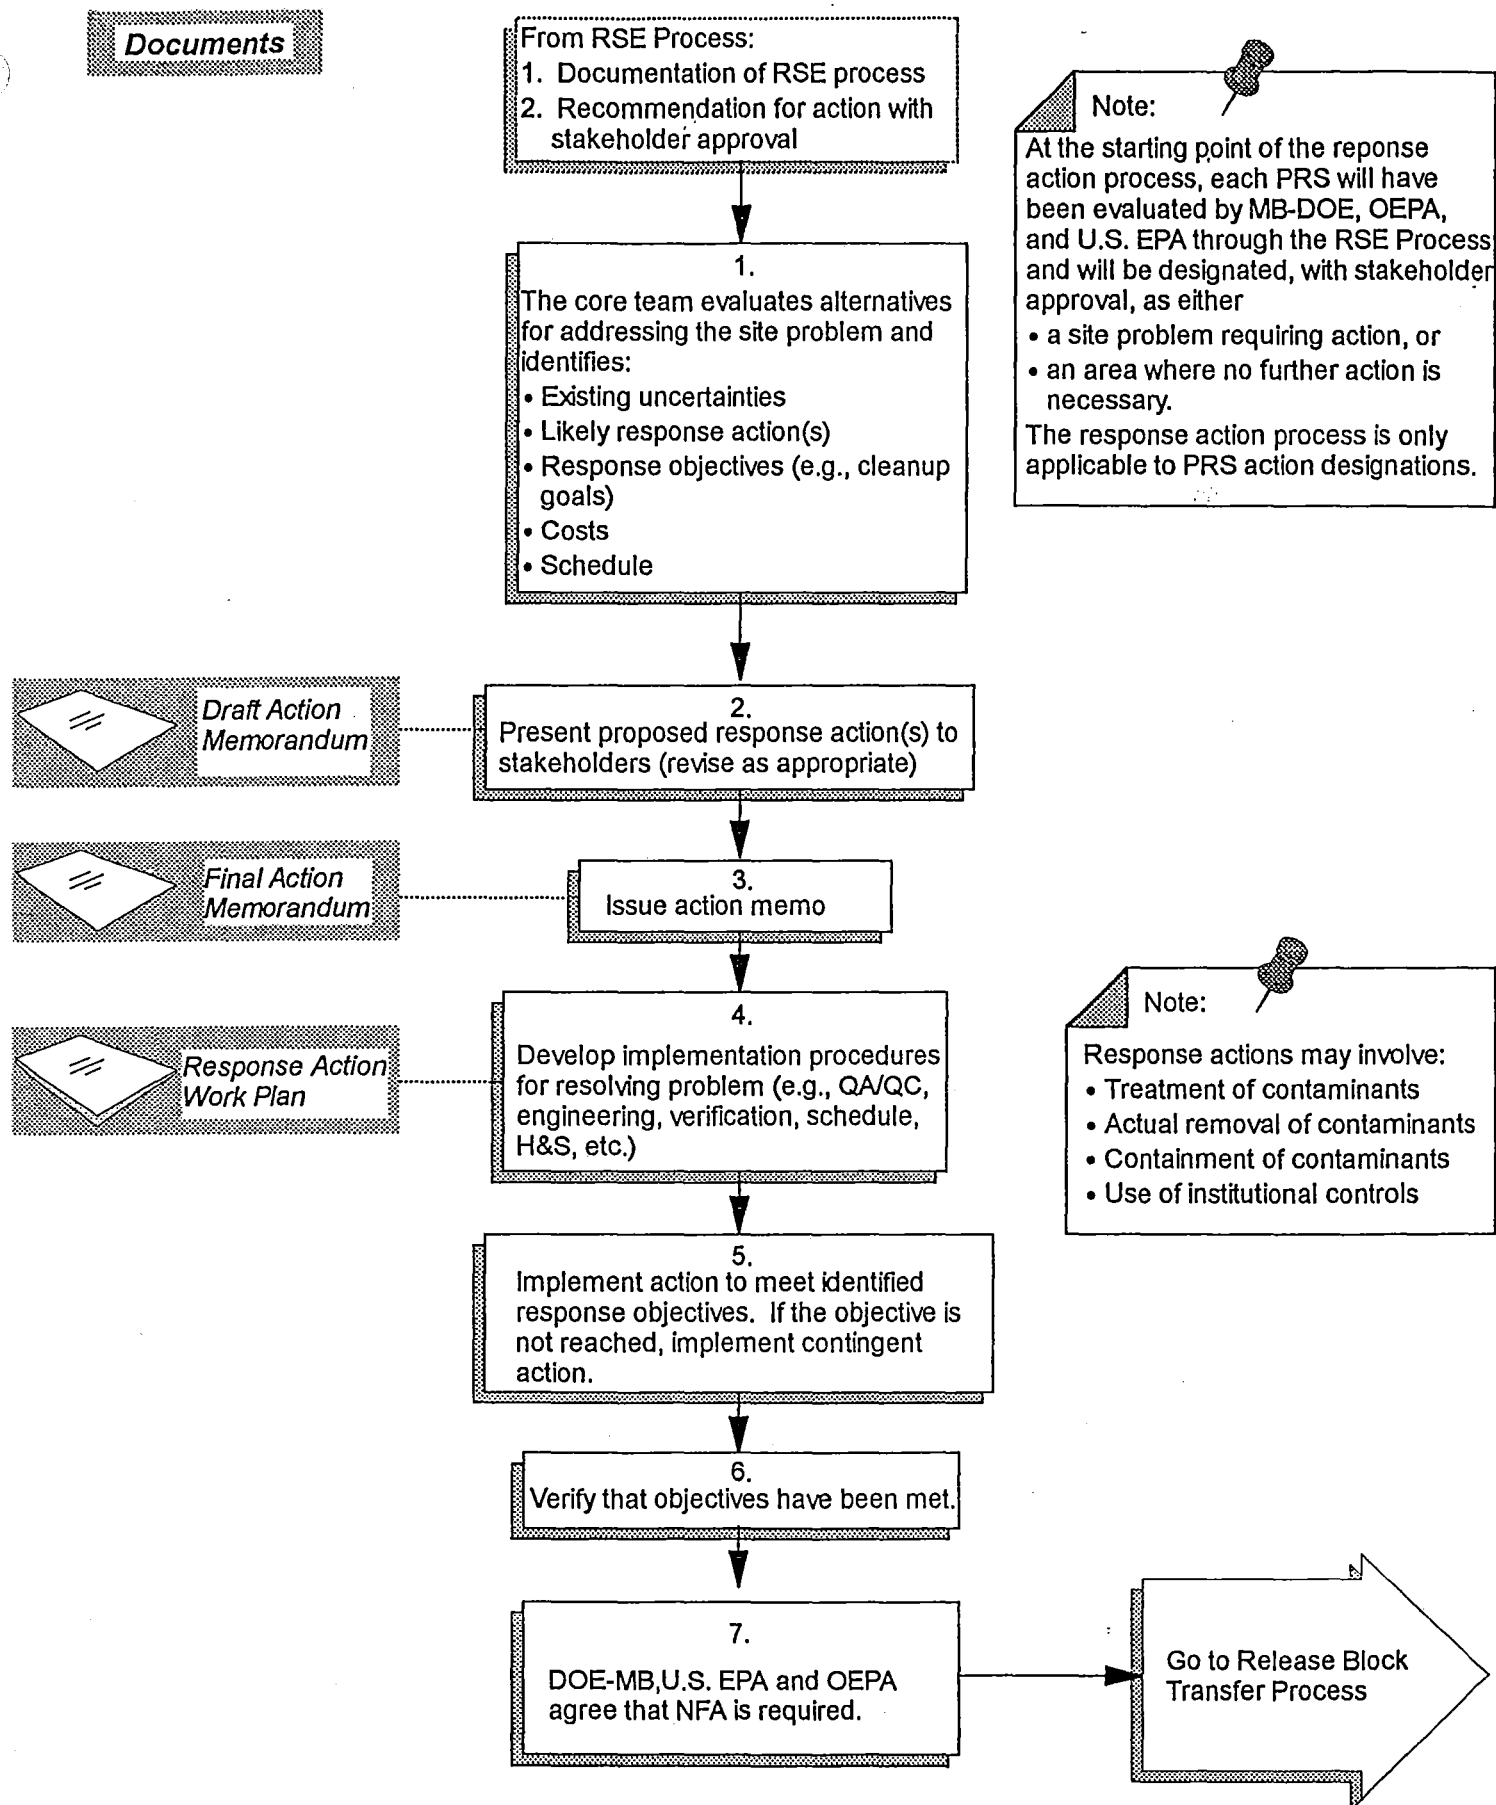 Documents
From RSE Process:
1. Documentation of RSE process
2. Recommendation for action with
stakeholder approval
Note:
At the starting point of the reponse
action process, each PRS will have
been evaluated by MB-DOE, OEPA,
and U.S. EPA through the RSE Process
and will be designated, with stakeholder
approval, as either
• a site problem requiring action, or
• an area where no further action is
necessary.
The response action process is only
applicable to PRS action designations.
1.
The core team evaluates alternatives
for addressing the site problem and
identifies:
• Existing uncertainties
• Likely response action(s)
• Response objectives (e.g., cleanup
goals)
• Costs
• Schedule
Draft Action
Memorandum
2.
Present proposed response action(s) to
stakeholders (revise as appropriate)
Final Action
Memorandum
3.
Issue action memo
Response Action
Work Plan
4.
Develop implementation procedures
for resolving problem (e.g., QA/QC,
engineering, verification, schedule,
H&S, etc.)
Note:
Response actions may involve:
• Treatment of contaminants
• Actual removal of contaminants
• Containment of contaminants
• Use of institutional controls
5.
Implement action to meet identified
response objectives. If the objective is
not reached, implement contingent
action.
6.
Verify that objectives have been met.
7.
DOE-MB,U.S. EPA and OEPA
agree that NFA is required.
Go to Release Block
Transfer Process